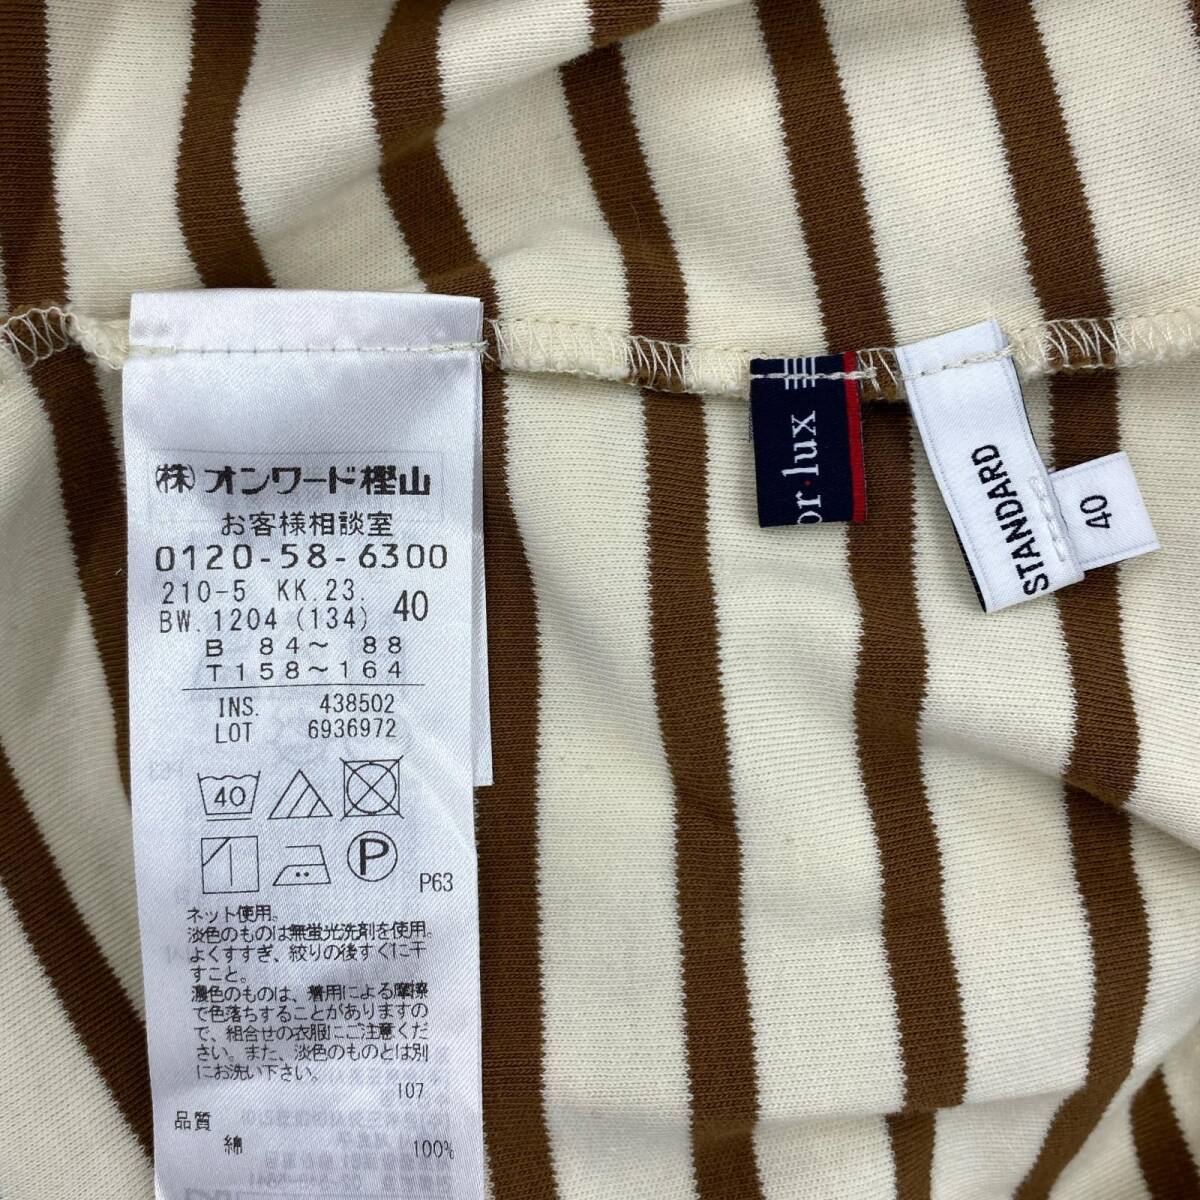 ㈱オンワード樫山
お客様相談室
0120-58-6300
210-5 KK.23.
BW.1204 (134) 40
B 84～ 88
T158～164
INS. 438502
LOT 6936972
40
P
P63
ネット使用。
淡色のものは無蛍光洗剤を使用。
よくすすぎ、絞りの後すぐに干
すこと。
濃色のものは、着用による摩擦
で色落ちすることがありますの
で、組合せの衣服にご注意くだ
さい。また、淡色のものとは別
にお洗い下さい。
107
品質
綿 100%
or·lux
STANDARD
40